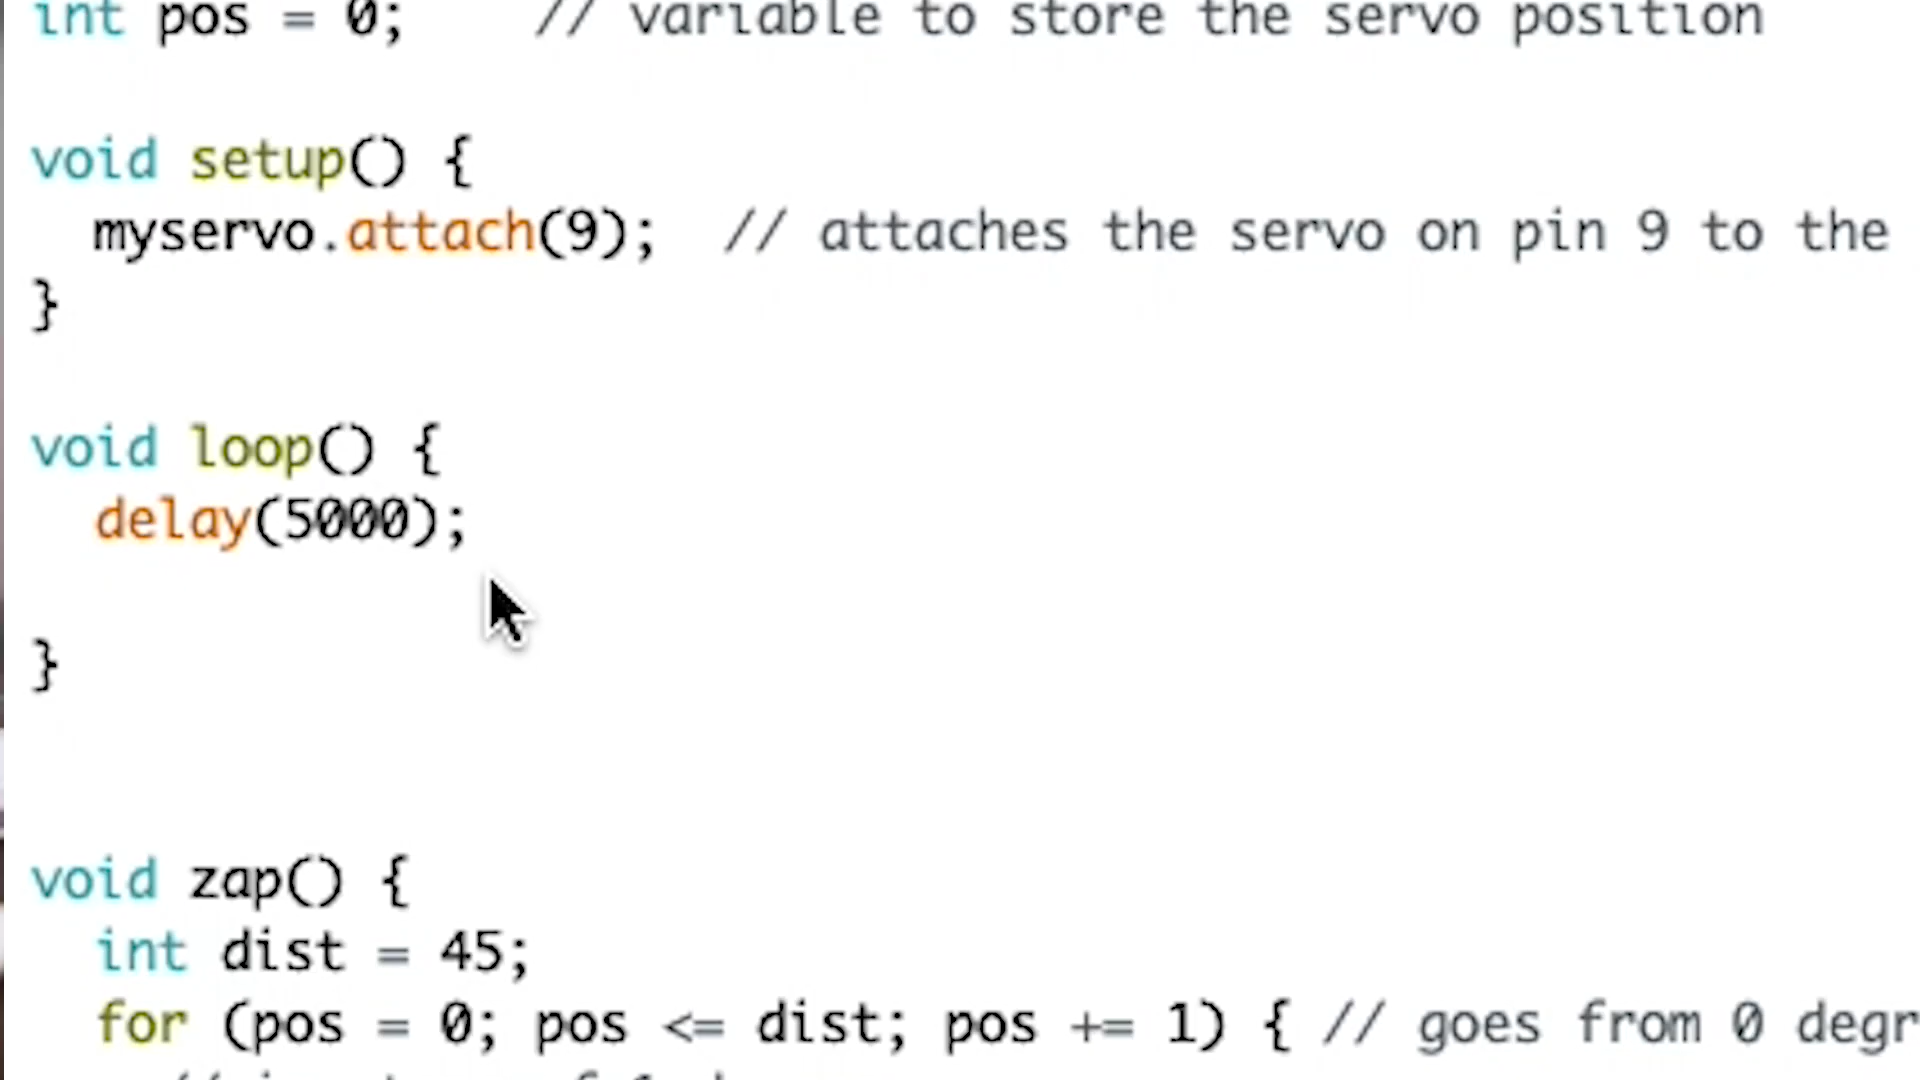 int pos = 0;    // variable to store the servo position
void setup() {
  myservo.attach(9);  // attaches the servo on pin 9 to the
}
void loop() {
  delay(5000);
}
void zap() {
  int dist = 45;
  for (pos = 0; pos <= dist; pos += 1) { // goes from 0 degr